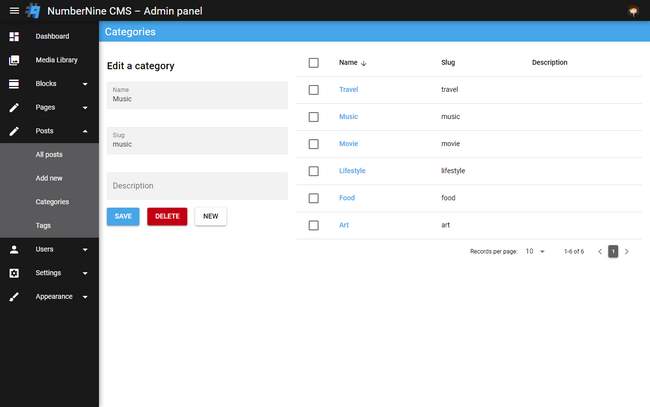 NumberNine CMS – Admin panel
Categories
Dashboard
Media Library
Blocks
Pages
Posts
All posts
Add new
Categories
Tags
Users
Settings
Appearance
Edit a category
Name
Music
Slug
music
Description
SAVE DELETE NEW
Name Slug Description
Travel travel
Music music
Movie movie
Lifestyle lifestyle
Food food
Art art
Records per page: 10 1-6 of 6 1